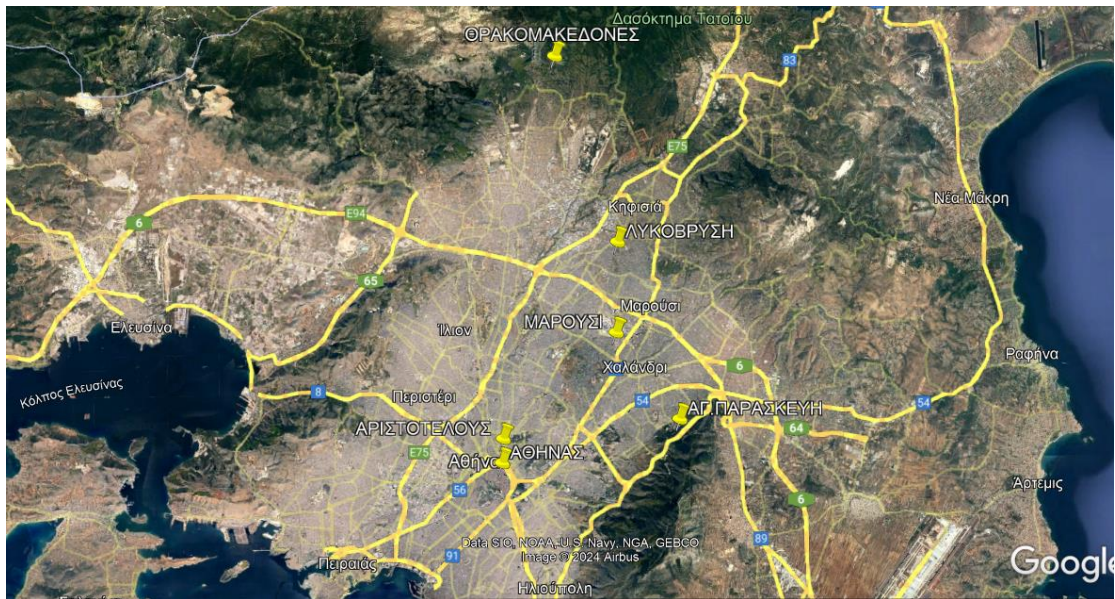 Δασόκτημα Τατοΐου
ΘΡΑΚΟΜΑΚΕΔΟΝΕΣ
83
E75
Νέα Μάκρη
Κηφισιά
6
E94
ΛΥΚΟΒΡΥΣΗ
65
Μαρούσι
Ελευσίνα
Ίλιον
ΜΑΡΟΥΣΙ
Ραφήνα
Χαλάνδρι
6
Κόλπος Ελευσίνας
8
Περιστέρι
54
54
ΑΓ.ΠΑΡΑΣΚΕΥΗ
ΑΡΙΣΤΟΤΕΛΟΥΣ
64
E75
Αθήνα
ΑΘΗΝΑΣ
Άρτεμις
56
6
89
Data SIO, NOAA, U.S. Navy, NGA, GEBCO
Image © 2024 Airbus
91
Πειραιάς
Google
Ηλιούπολη